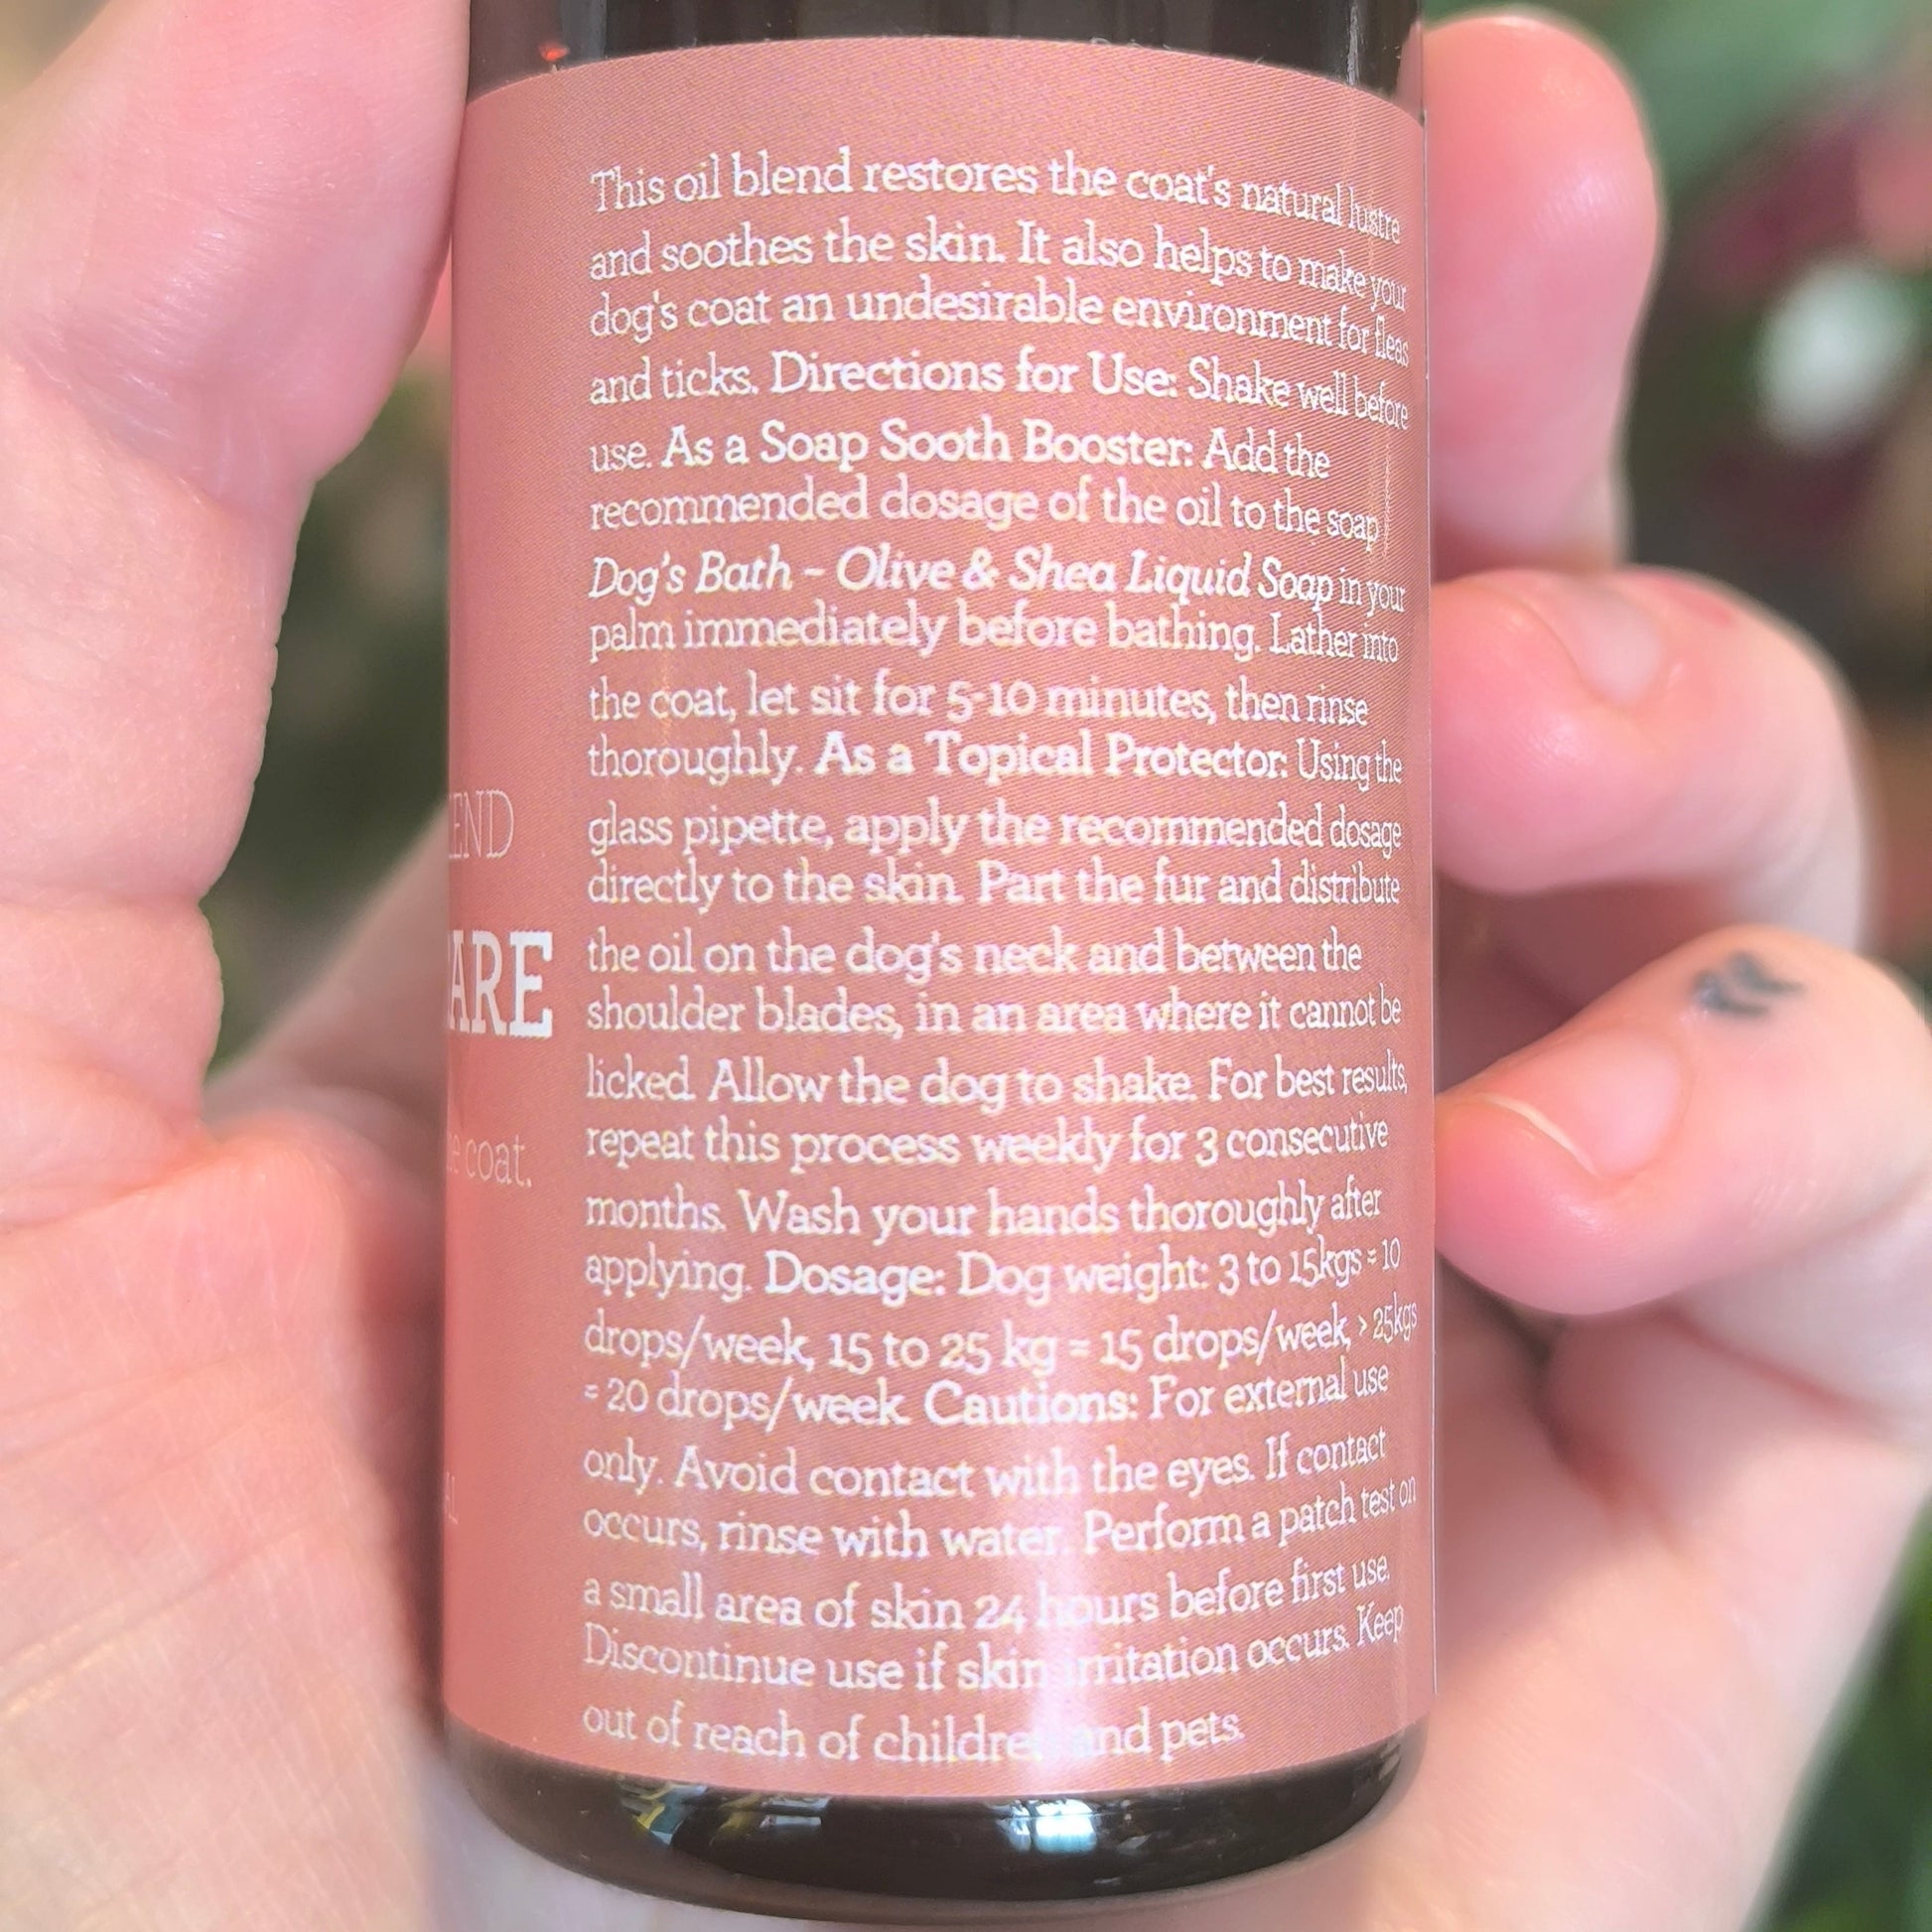 This oil blend restores the coat's natural lustre
and soothes the skin. It also helps to make your
dog's coat an undesirable environment for fleas
and ticks. Directions for Use: Shake well before
use. As a Soap Sooth Booster: Add the
recommended dosage of the oil to the soap
Dog's Bath - Olive & Shea Liquid Soap in your
palm immediately before bathing. Lather into
the coat, let sit for 5-10 minutes, then rinse
thoroughly. As a Topical Protector: Using the
glass pipette, apply the recommended dosage
directly to the skin. Part the fur and distribute
the oil on the dog's neck and between the
shoulder blades, in an area where it cannot be
licked. Allow the dog to shake. For best results,
repeat this process weekly for 3 consecutive
months. Wash your hands thoroughly after
applying. Dosage: Dog weight: 3 to 15kgs = 10
drops/week, 15 to 25 kg = 15 drops/week, > 25kgs
= 20 drops/week. Cautions: For external use
only. Avoid contact with the eyes. If contact
occurs, rinse with water. Perform a patch test on
a small area of skin 24 hours before first use.
Discontinue use if skin irritation occurs. Keep
out of reach of children and pets.
coat.